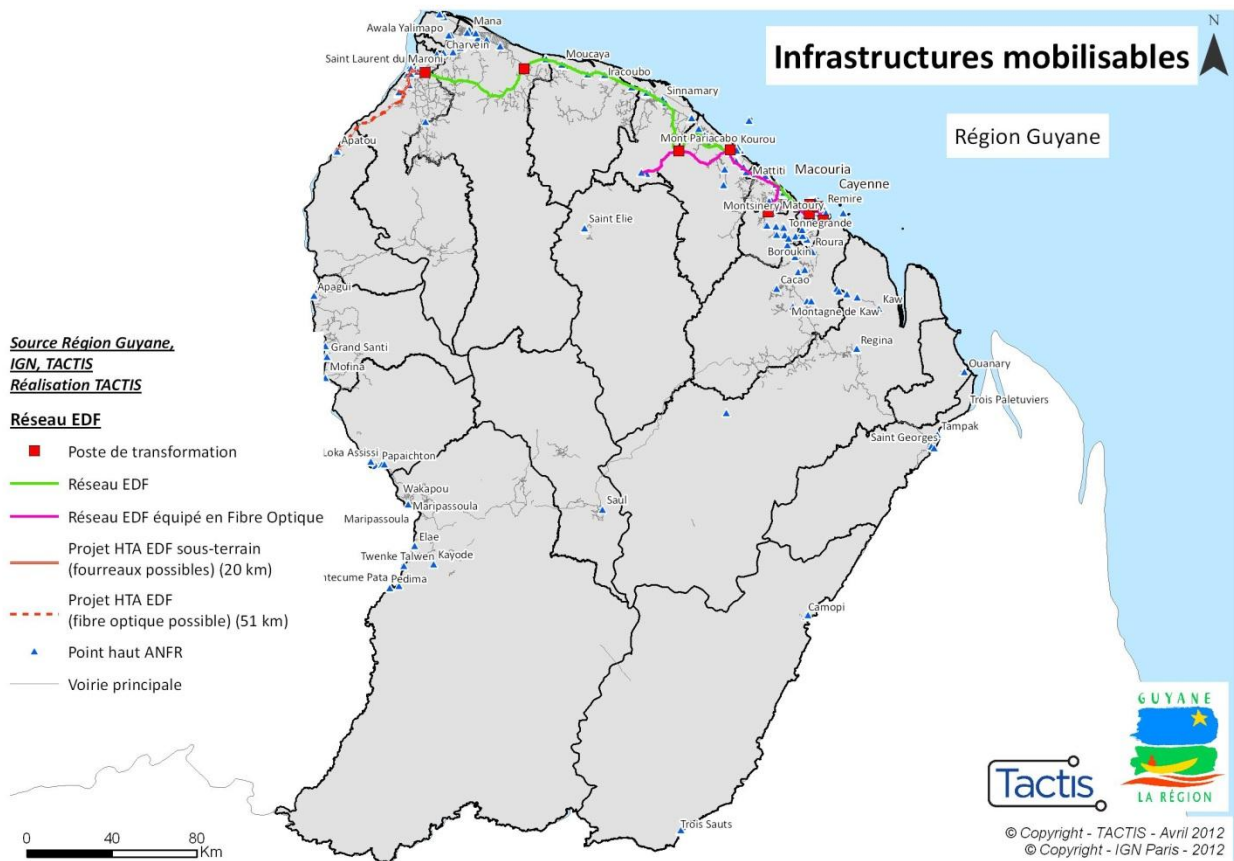 Infrastructures mobilisables
N
Région Guyane
Awala Yalimapo
Mana
Charvein
Saint Laurent du Maroni
Moucaya
Iracoubo
Sinnamary
Apatou
Mont Pariacabo
Kourou
Mattiti
Macouria
Cayenne
Montsinery
Matoury
Remire
Tonnegrande
Saint Elie
Roura
Boroukin
Cacao
Apagui
Kaw
Montagne de Kaw
Regina
Grand Santi
Mofina
Ouanary
Trois Paletuviers
Tampak
Saint Georges
Loka Assissi
Papaichton
Wakapou
Maripassoula
Saul
Maripassoula
Elae
Twenke Talwen
Kayode
ntecume Pata
Pedima
Camopi
Trois Sauts
Source Région Guyane,
IGN, TACTIS
Réalisation TACTIS
Réseau EDF
Poste de transformation
Réseau EDF
Réseau EDF équipé en Fibre Optique
Projet HTA EDF sous-terrain
(fourreaux possibles) (20 km)
Projet HTA EDF
(fibre optique possible) (51 km)
Point haut ANFR
Voirie principale
0 40 80
Km
Tactis
GUYANE
LA RÉGION
© Copyright - TACTIS - Avril 2012
© Copyright - IGN Paris - 2012